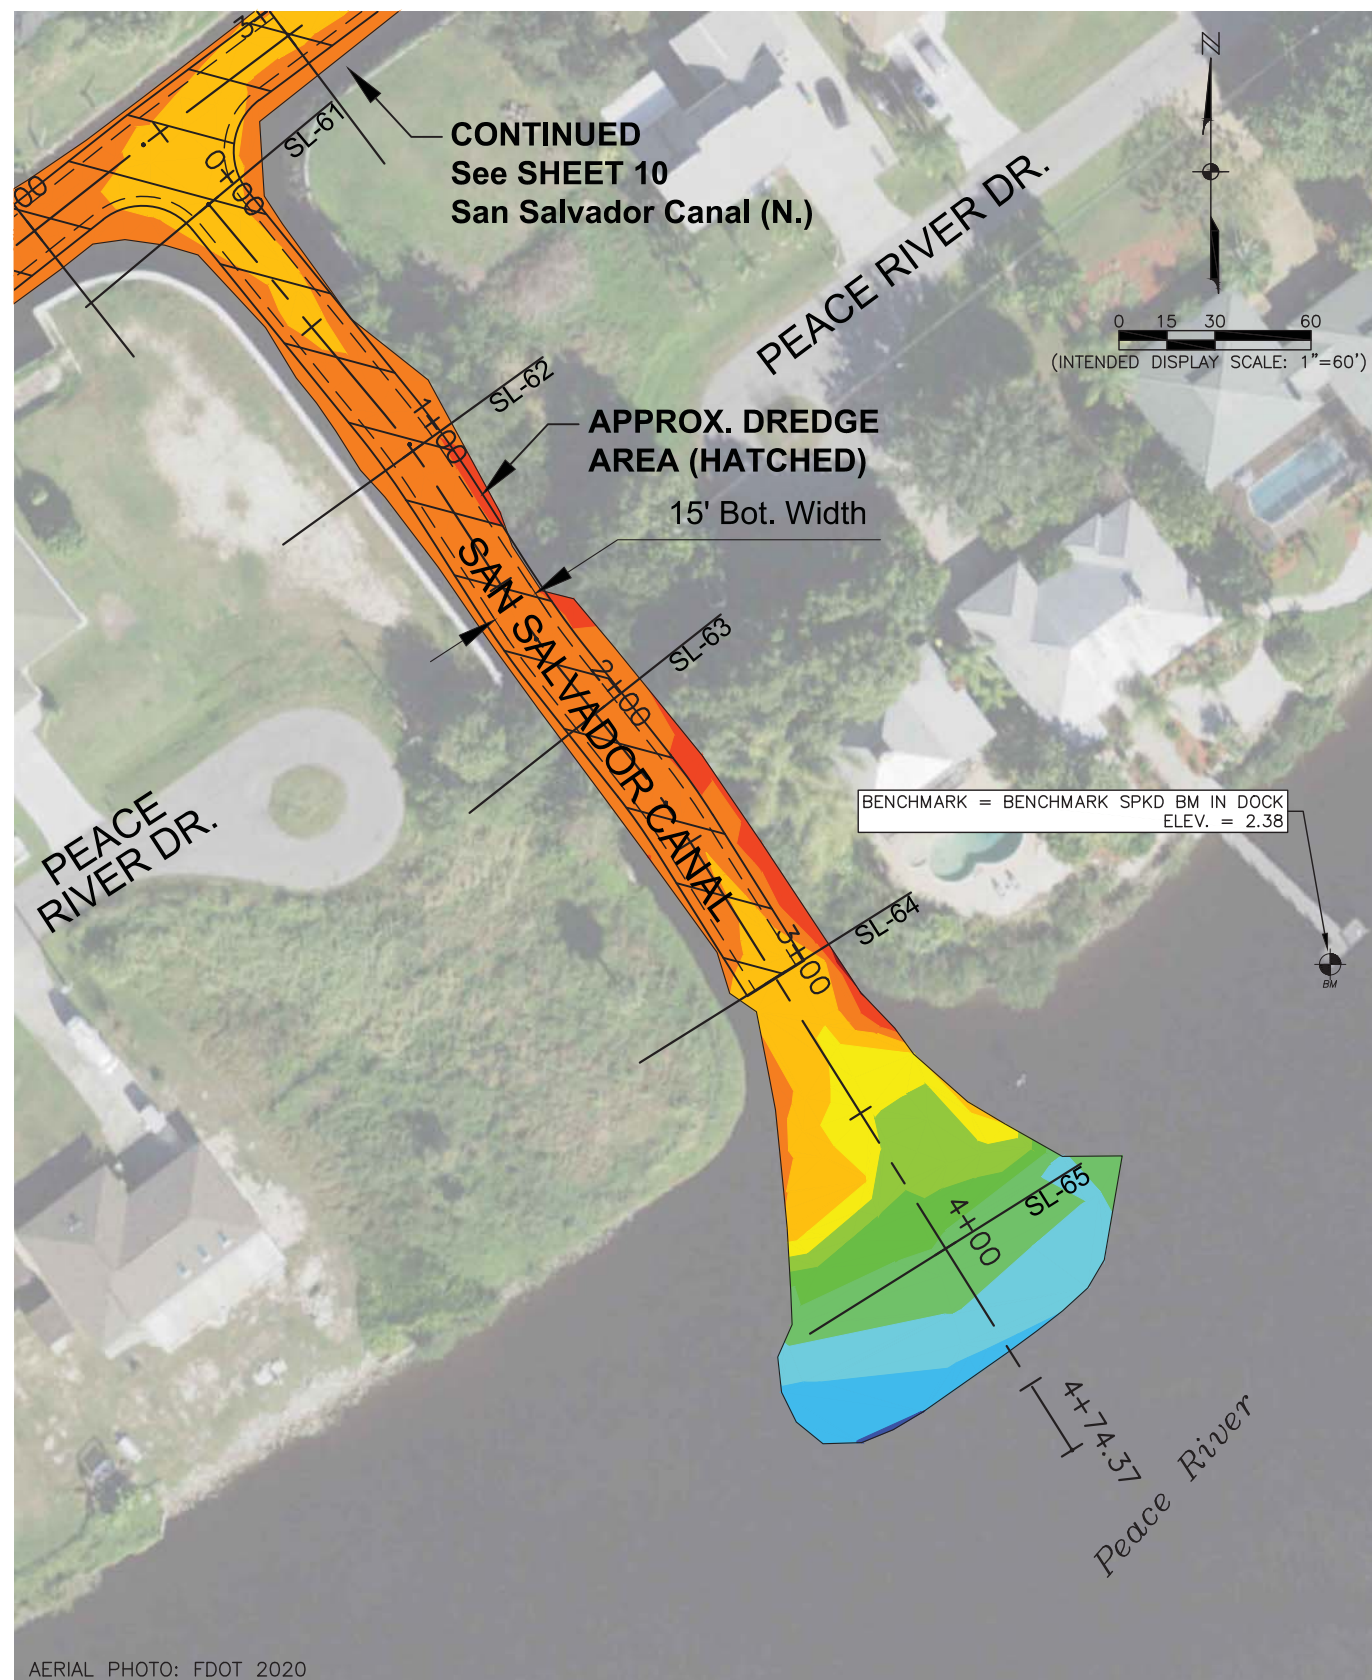 3+
SL-61
CONTINUED
See SHEET 10
San Salvador Canal (N.)
0+00
00
N
PEACE RIVER DR.
0 15 30 60
(INTENDED DISPLAY SCALE: 1"=60')
SL-62
1+00
APPROX. DREDGE
AREA (HATCHED)
15' Bot. Width
SAN SALVADOR CANAL
SL-63
2+00
PEACE
RIVER DR.
BENCHMARK = BENCHMARK SPKD BM IN DOCK
ELEV. = 2.38
BM
SL-64
3+00
SL-65
4+00
4+74.37
Peace River
AERIAL PHOTO: FDOT 2020